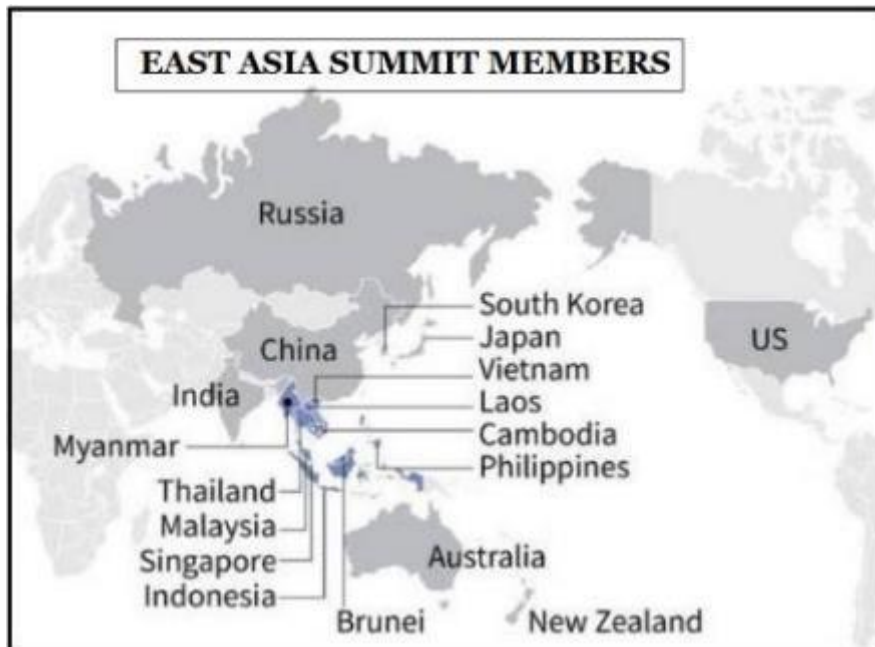 EAST ASIA SUMMIT MEMBERS
Russia
South Korea
Japan
US
China
Vietnam
India
Laos
Myanmar
Cambodia
Philippines
Thailand
Malaysia
Singapore
Australia
Indonesia
Brunei
New Zealand